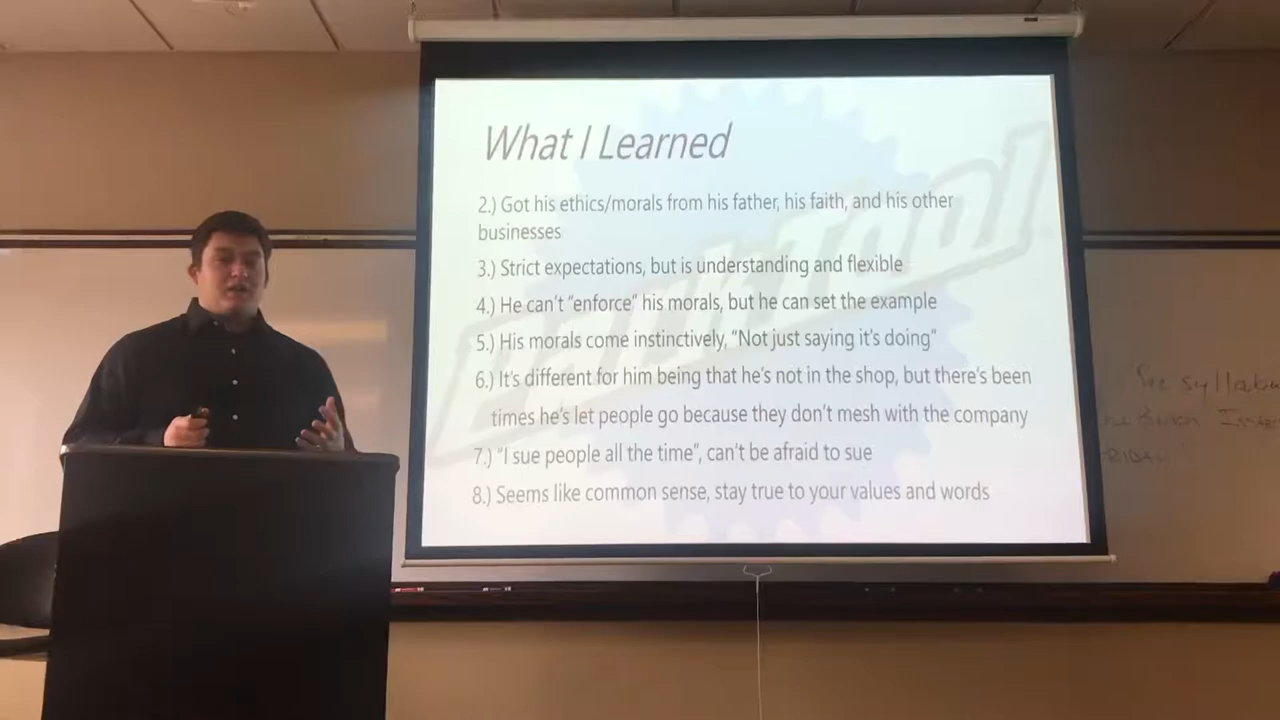 What I Learned
2.) Got his ethics/morals from his father, his faith, and his other
businesses
3.) Strict expectations, but is understanding and flexible
4.) He can't "enforce" his morals, but he can set the example
5.) His morals come instinctively, "Not just saying it's doing"
6.) It's different for him being that he's not in the shop, but there's been
times he's let people go because they don't mesh with the company
7.) "I sue people all the time", can't be afraid to sue
8.) Seems like common sense, stay true to your values and words